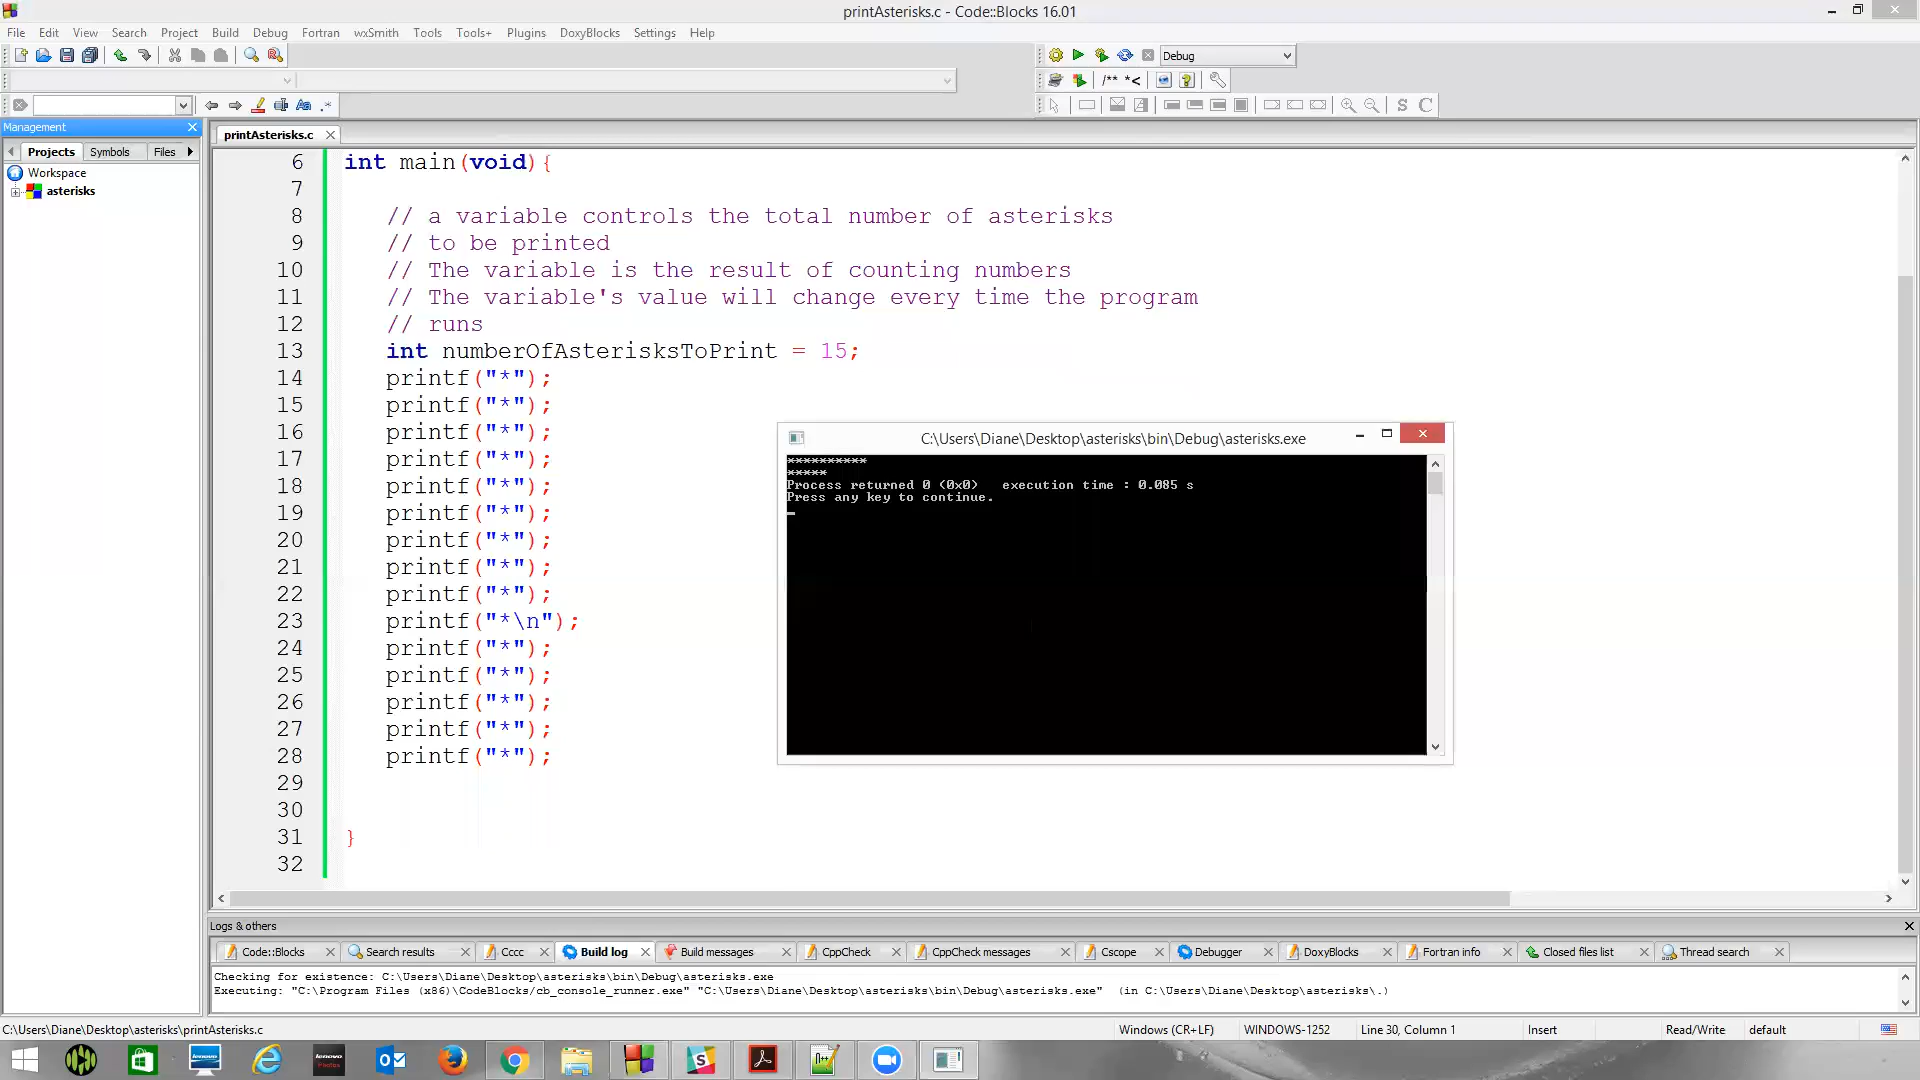 printAsterisks.c - Code::Blocks 16.01
File Edit View Search Project Build Debug Fortran wxSmith Tools Tools+ Plugins DoxyBlocks Settings Help
Debug
/** *<
Aa .*
S C
Management
printAsterisks.c
Projects Symbols Files
Workspace
asterisks
6 int main(void){
7
8 // a variable controls the total number of asterisks
9 // to be printed
10 // The variable is the result of counting numbers
11 // The variable's value will change every time the program
12 // runs
13 int numberOfAsterisksToPrint = 15;
14 printf("*");
15 printf("*");
16 printf("*");
17 printf("*");
18 printf("*");
19 printf("*");
20 printf("*");
21 printf("*");
22 printf("*");
23 printf("*\n");
24 printf("*");
25 printf("*");
26 printf("*");
27 printf("*");
28 printf("*");
29
30
31 }
32
C:\Users\Diane\Desktop\asterisks\bin\Debug\asterisks.exe
**********
*****
Process returned 0 (0x0) execution time : 0.085 s
Press any key to continue.
Logs & others
Code::Blocks Search results Cccc Build log Build messages CppCheck CppCheck messages Cscope Debugger DoxyBlocks Fortran info Closed files list Thread search
Checking for existence: C:\Users\Diane\Desktop\asterisks\bin\Debug\asterisks.exe
Executing: "C:\Program Files (x86)\CodeBlocks/cb_console_runner.exe" "C:\Users\Diane\Desktop\asterisks\bin\Debug\asterisks.exe" (in C:\Users\Diane\Desktop\asterisks\.)
C:\Users\Diane\Desktop\asterisks\printAsterisks.c Windows (CR+LF) WINDOWS-1252 Line 30, Column 1 Insert Read/Write default